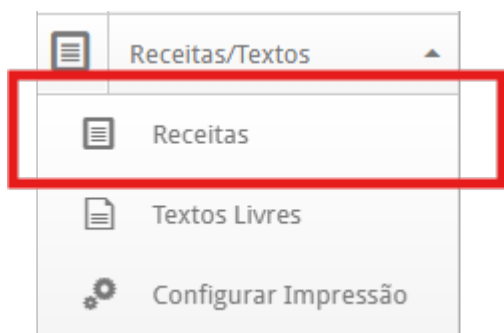 Receitas/Textos
Receitas
Textos Livres
Configurar Impressão